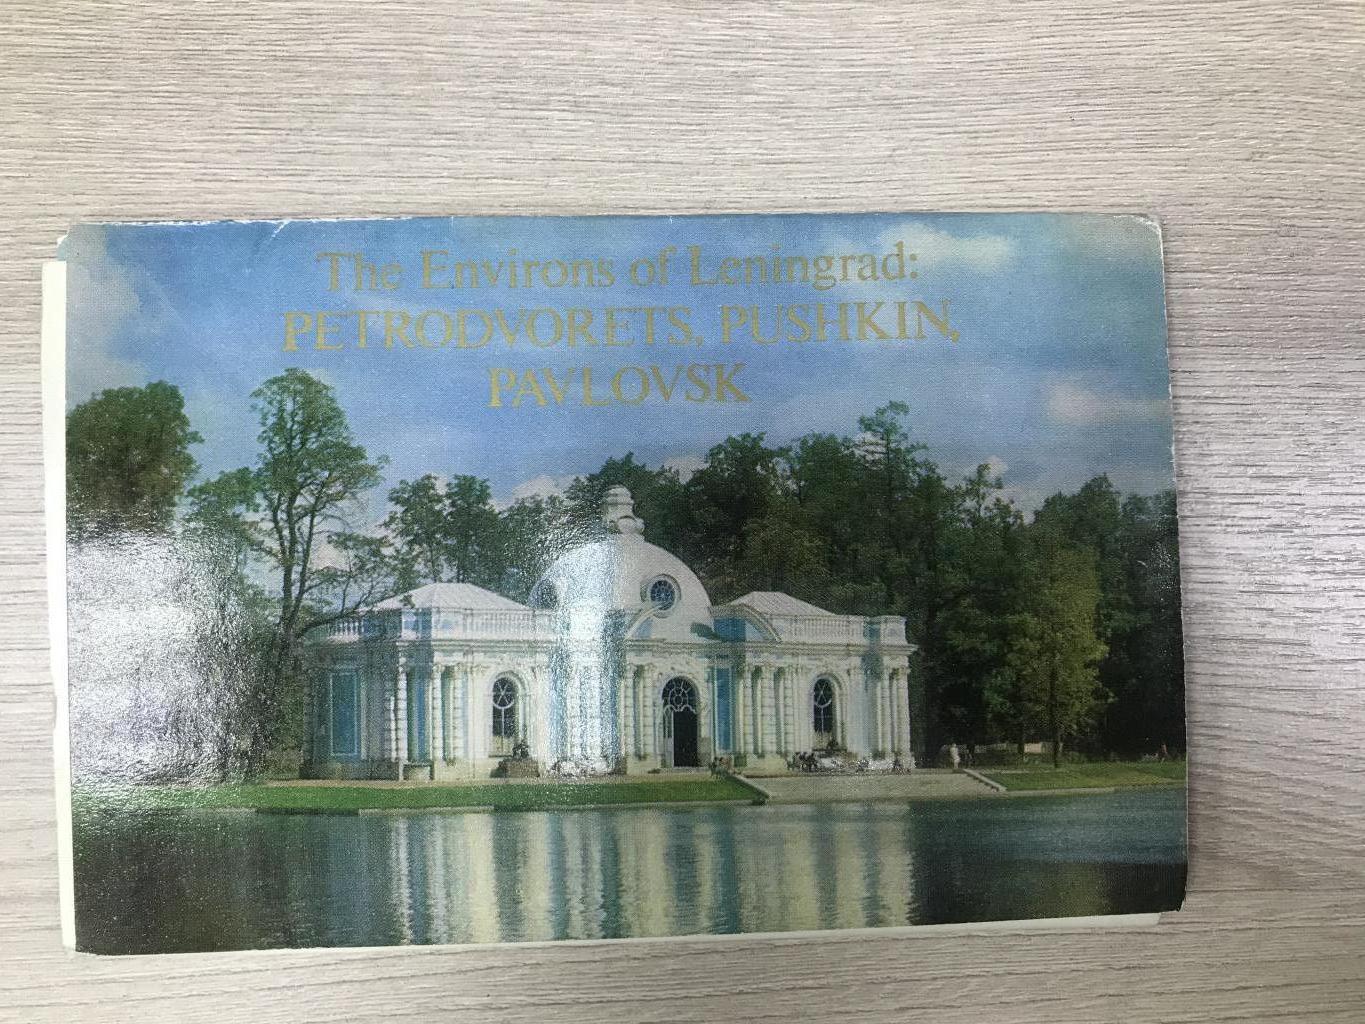 The Environs of Leningrad:
PETRODVORETS, PUSHKIN,
PAVLOVSK